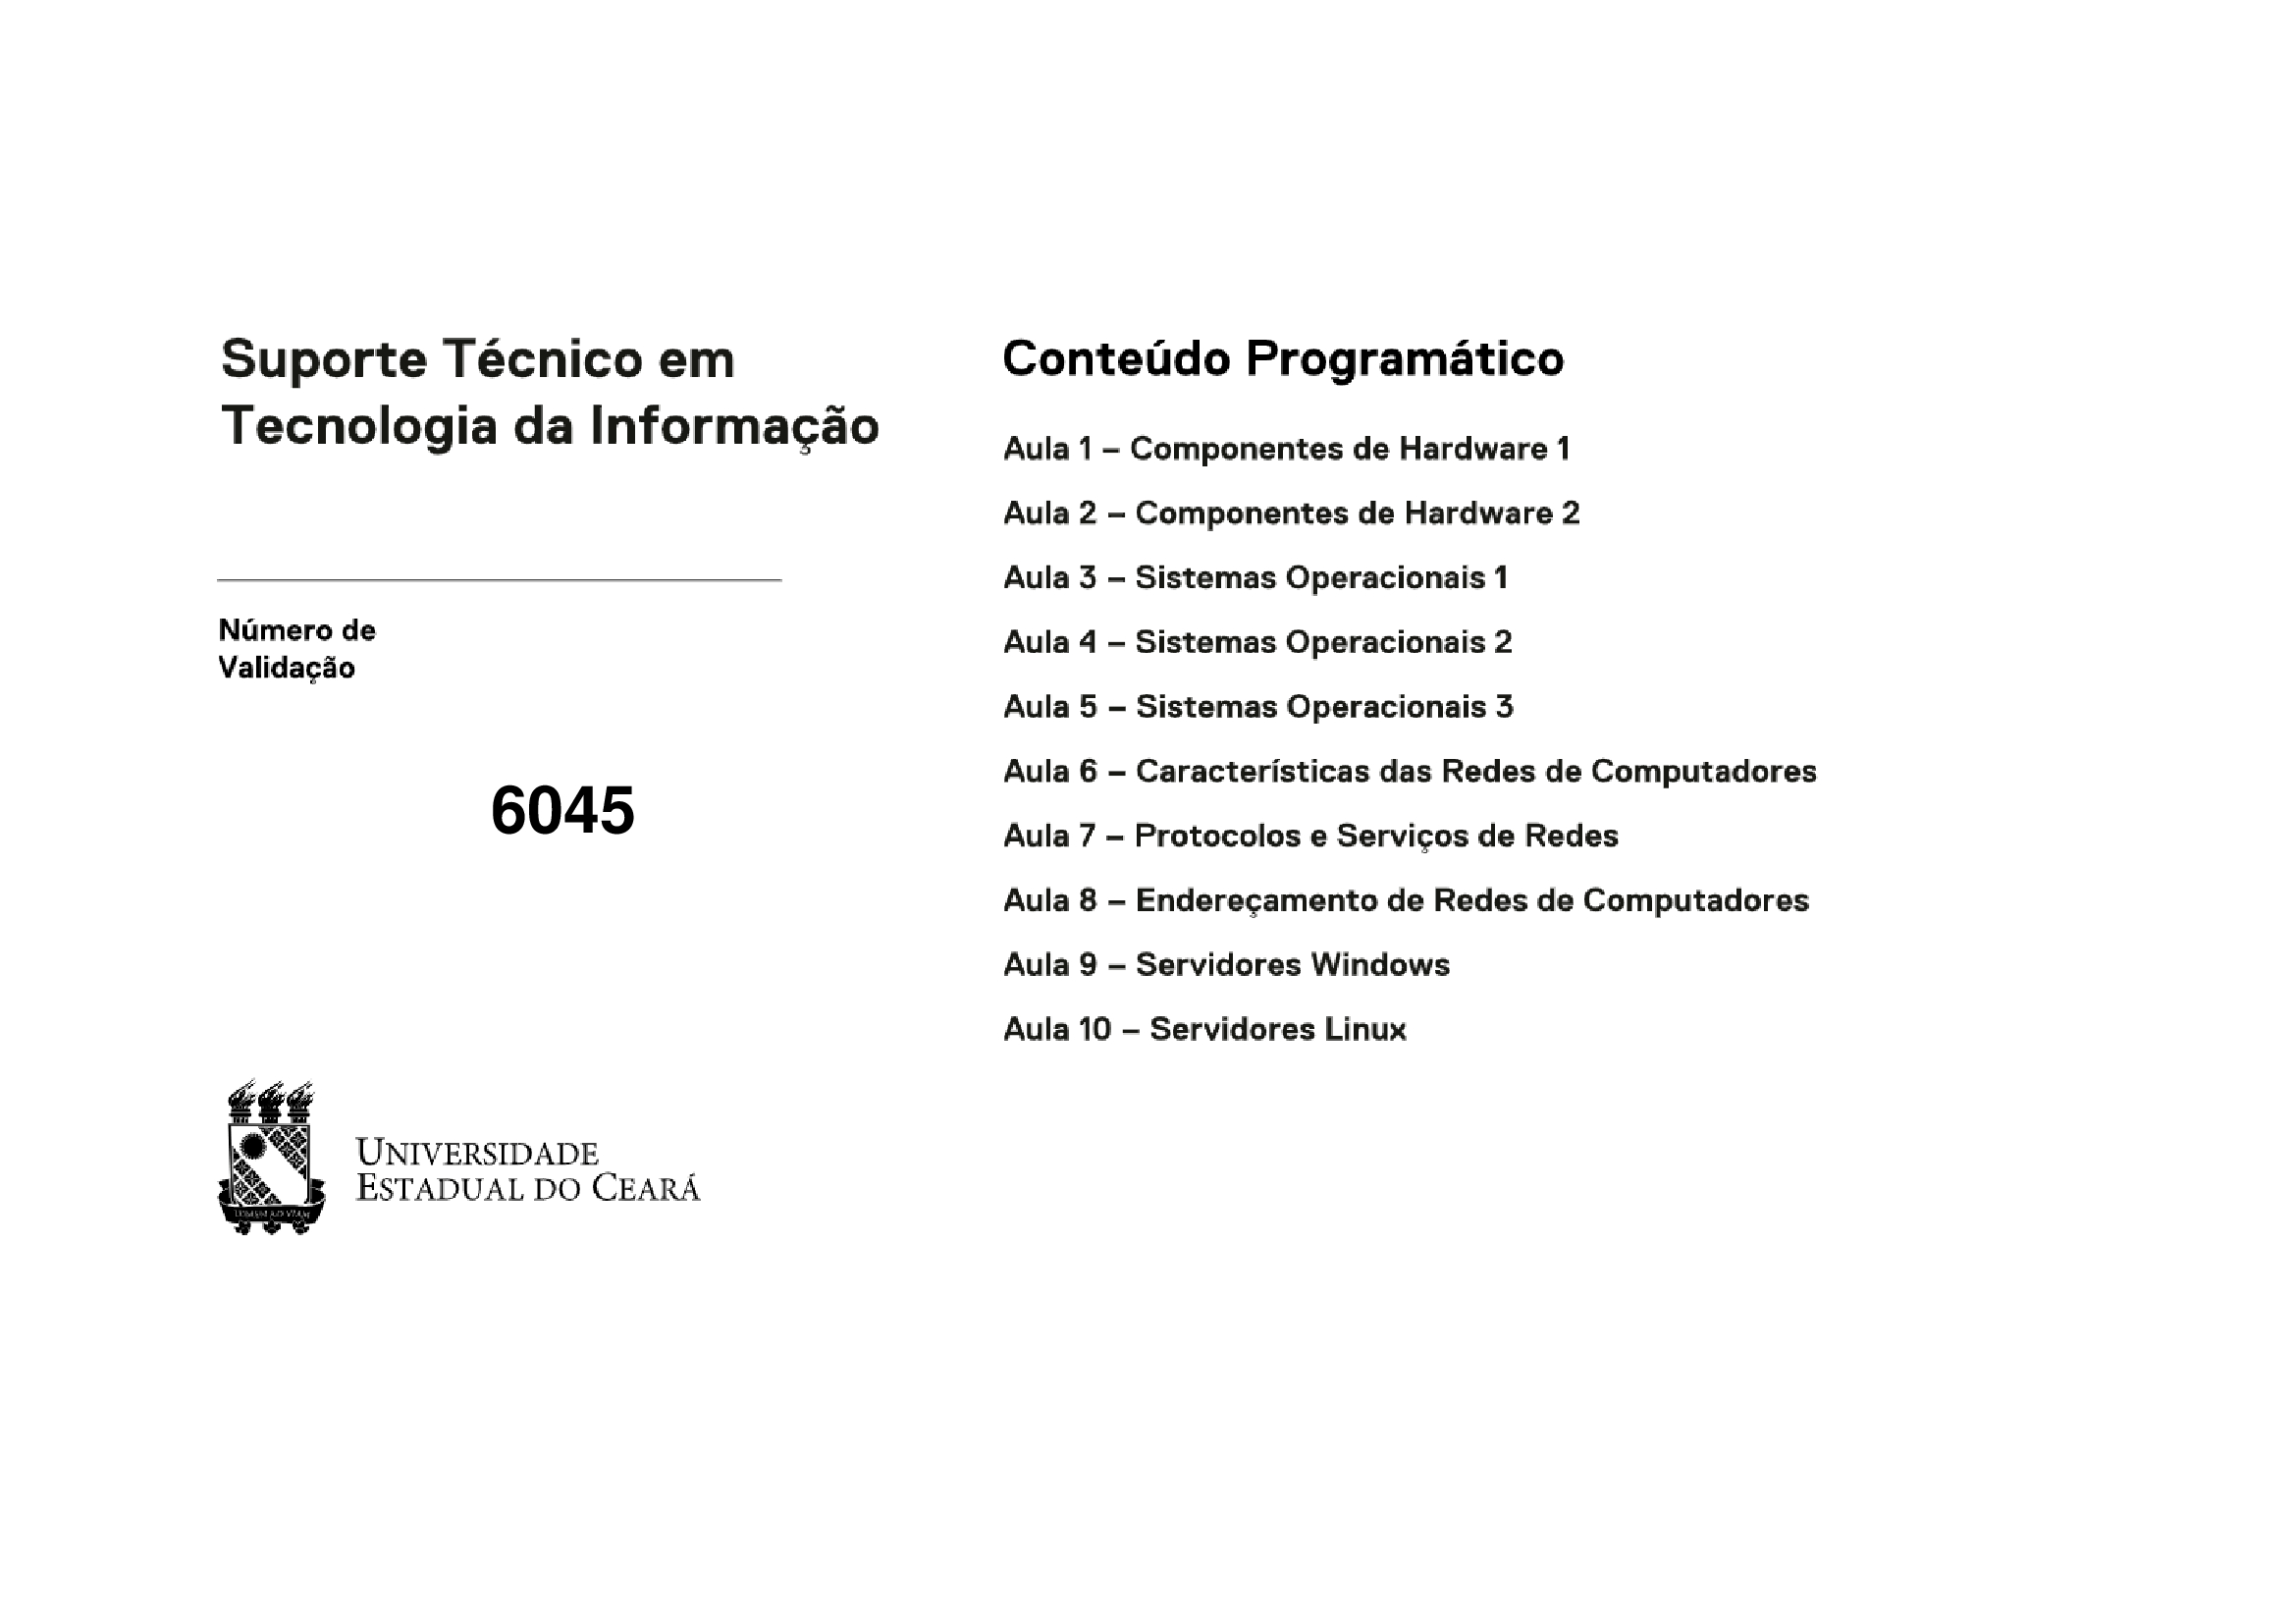 Suporte Técnico em
Tecnologia da Informação
Número de
Validação
6045
Conteúdo Programático
Aula 1 – Componentes de Hardware 1
Aula 2 – Componentes de Hardware 2
Aula 3 – Sistemas Operacionais 1
Aula 4 – Sistemas Operacionais 2
Aula 5 – Sistemas Operacionais 3
Aula 6 – Características das Redes de Computadores
Aula 7 – Protocolos e Serviços de Redes
Aula 8 – Endereçamento de Redes de Computadores
Aula 9 – Servidores Windows
Aula 10 – Servidores Linux
UNIVERSIDADE
ESTADUAL DO CEARÁ